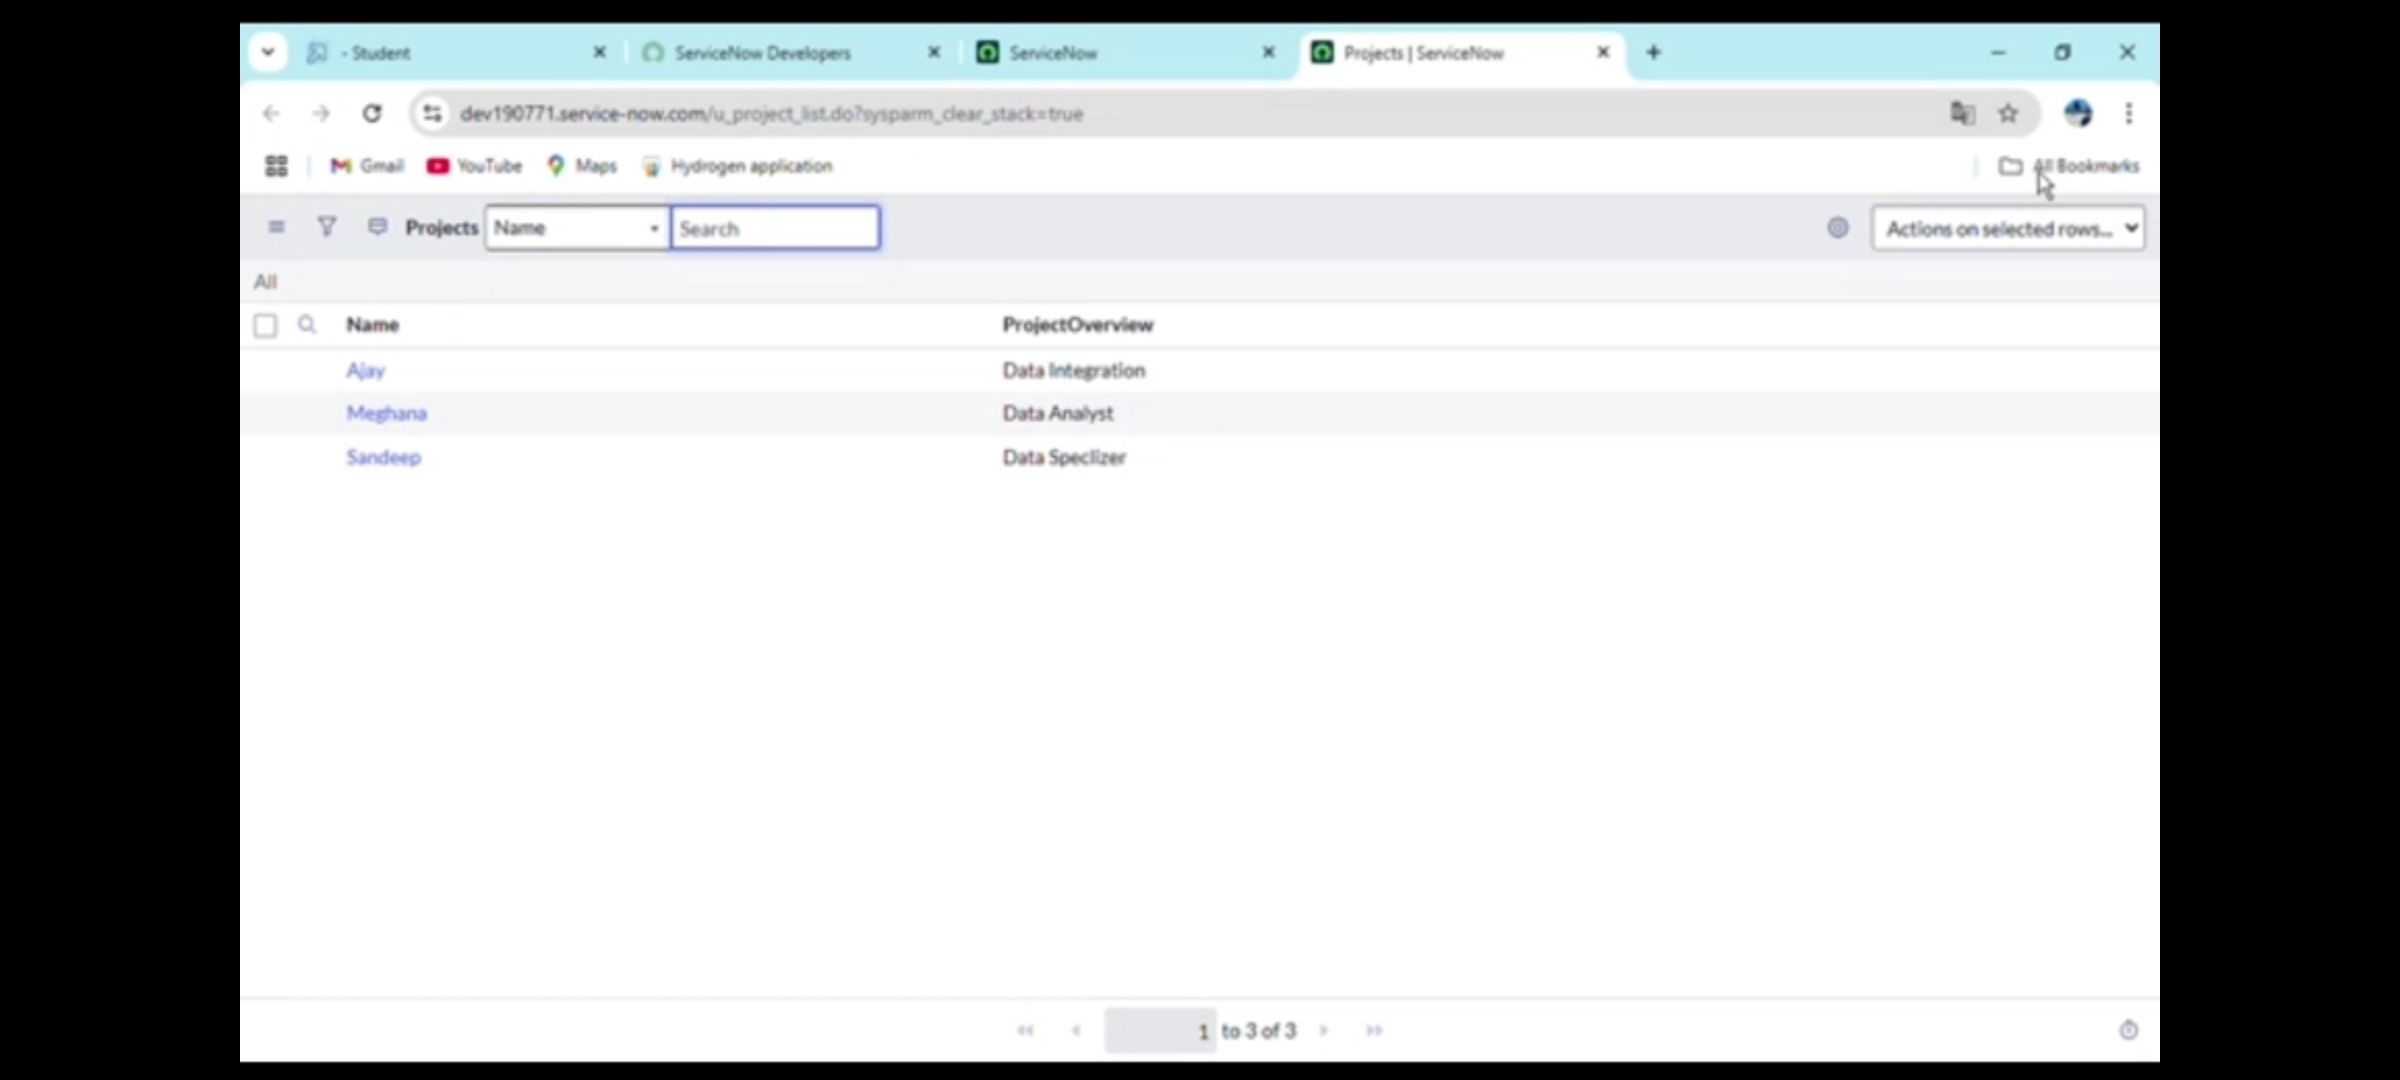 - Student
ServiceNow Developers
ServiceNow
Projects | ServiceNow
dev190771.service-now.com/u_project_list.do?sysparm_clear_stack=true
Gmail YouTube Maps Hydrogen application All Bookmarks
Projects Name Search Actions on selected rows...
All
Name ProjectOverview
Ajay Data Integration
Meghana Data Analyst
Sandeep Data Speclizer
1 to 3 of 3